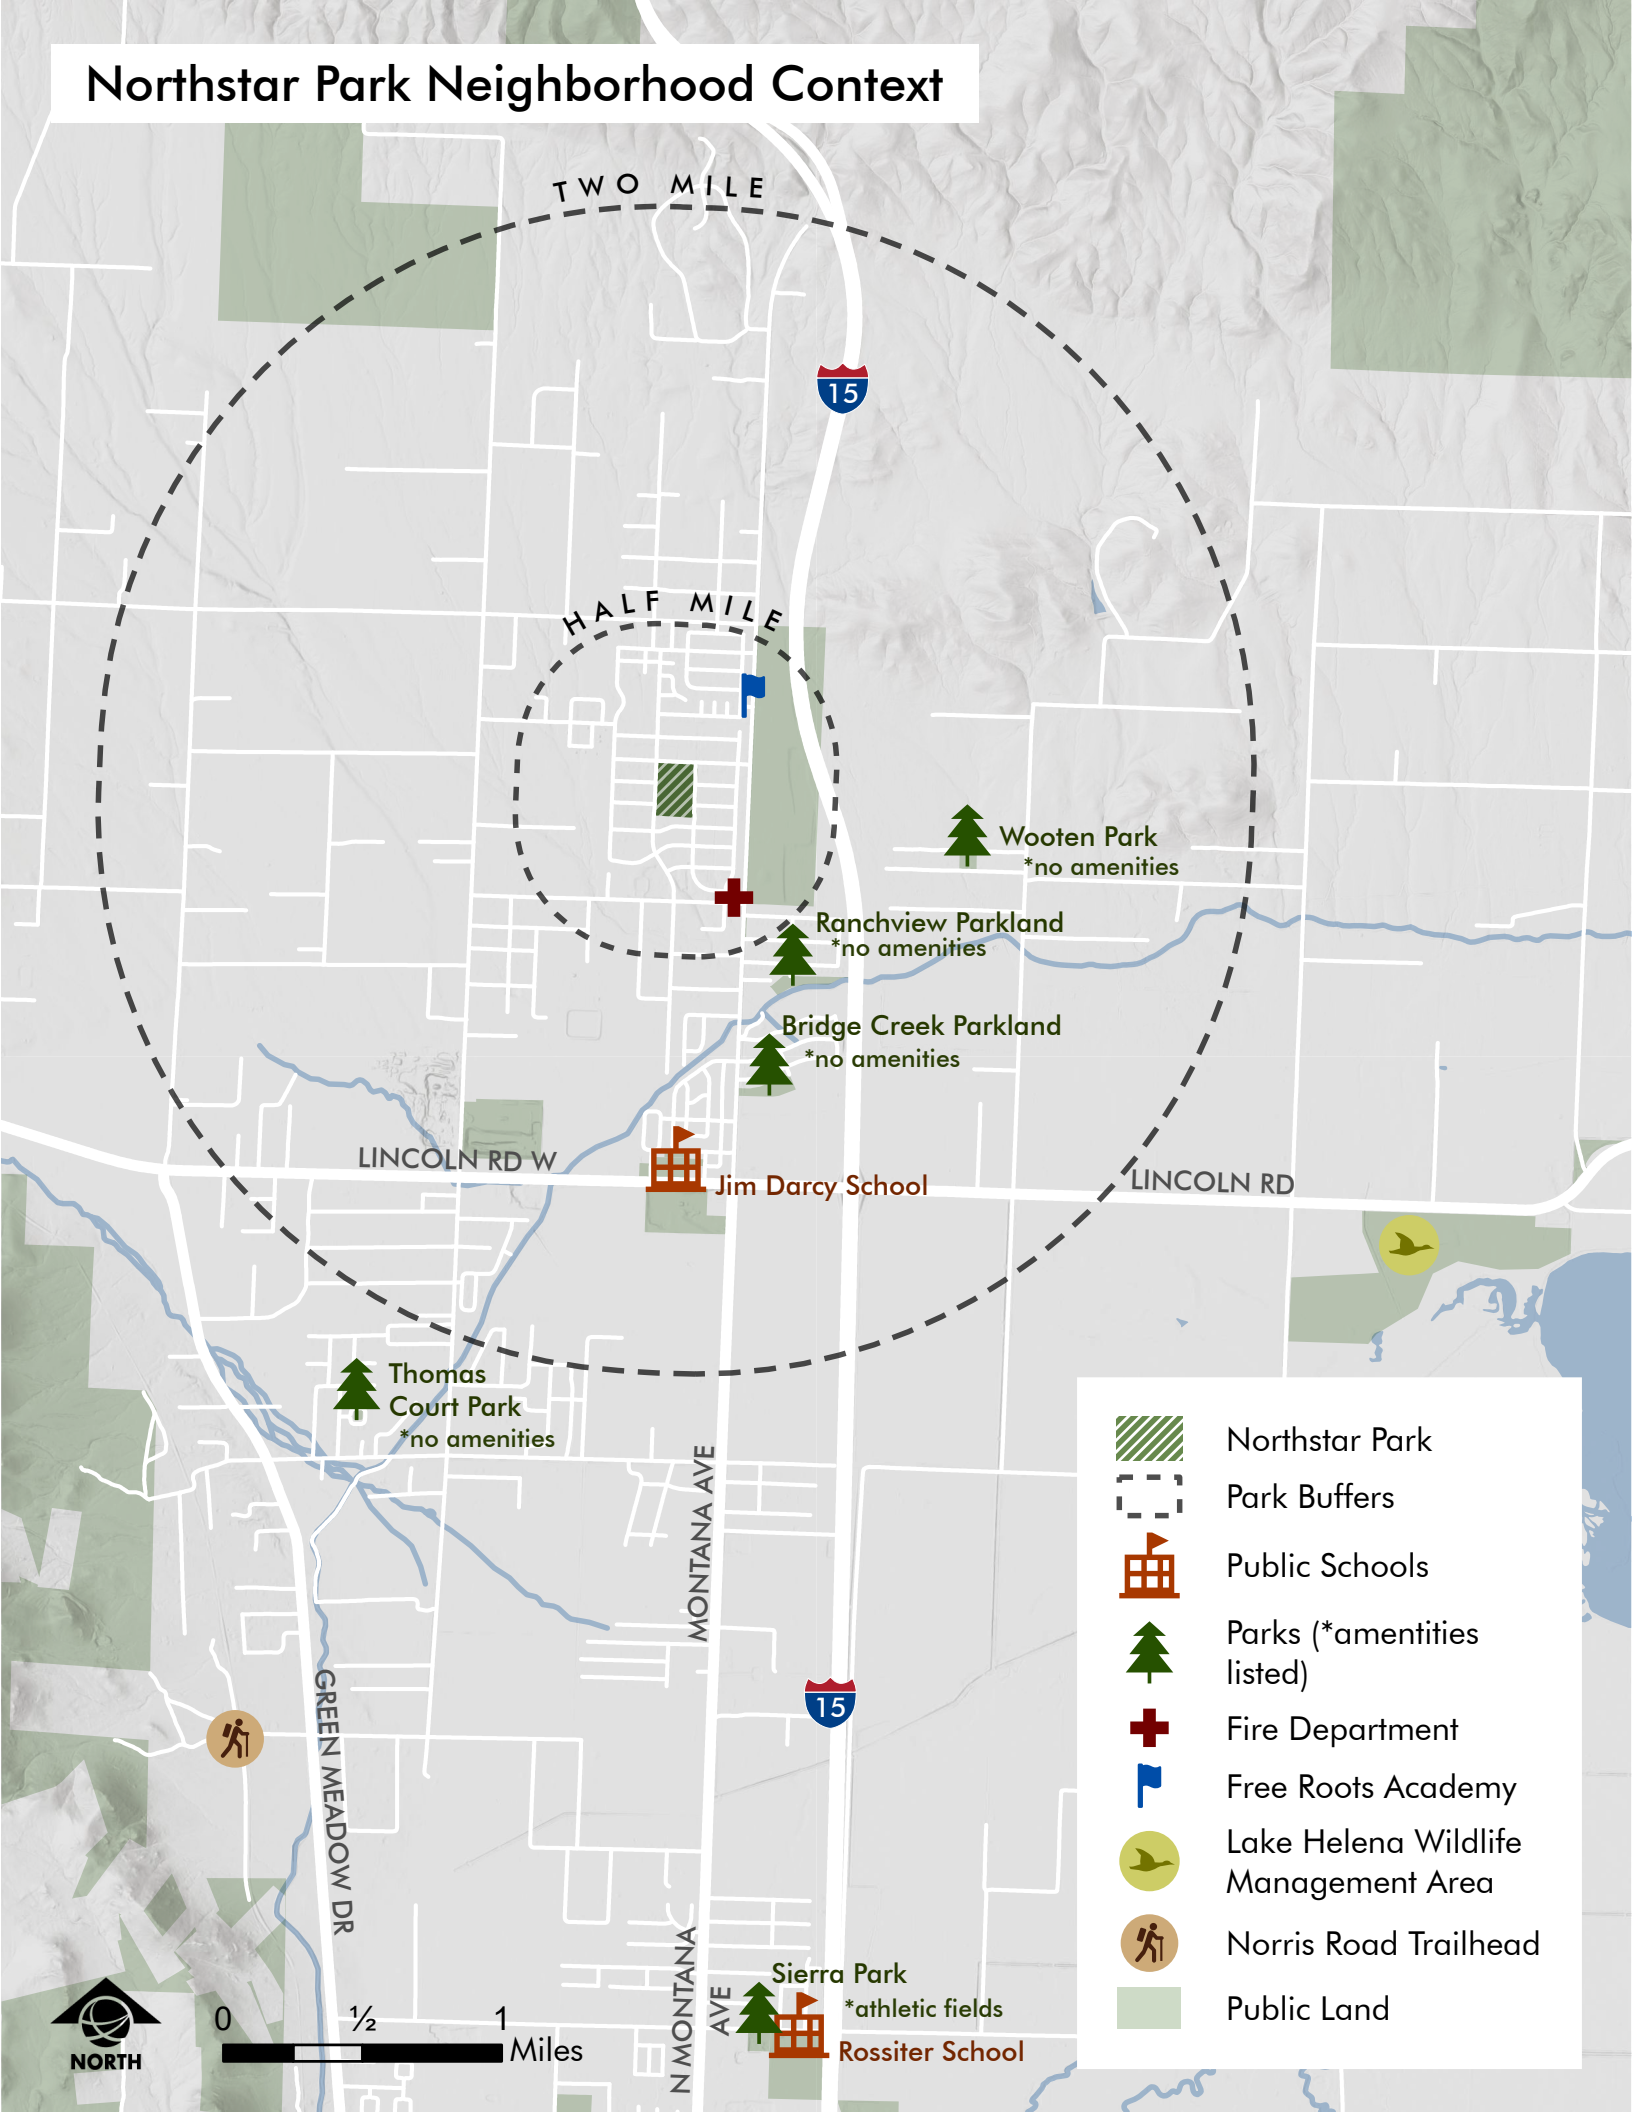 Northstar Park Neighborhood Context
TWO MILE
15
HALF MILE
Wooten Park
*no amenities
Ranchview Parkland
*no amenities
Bridge Creek Parkland
*no amenities
LINCOLN RD W
Jim Darcy School
LINCOLN RD
Thomas
Court Park
*no amenities
MONTANA AVE
GREEN MEADOW DR
15
N MONTANA
AVE
Sierra Park
*athletic fields
Rossiter School
Northstar Park
Park Buffers
Public Schools
Parks (*amentities
listed)
Fire Department
Free Roots Academy
Lake Helena Wildlife
Management Area
Norris Road Trailhead
Public Land
NORTH
0 ½ 1
Miles